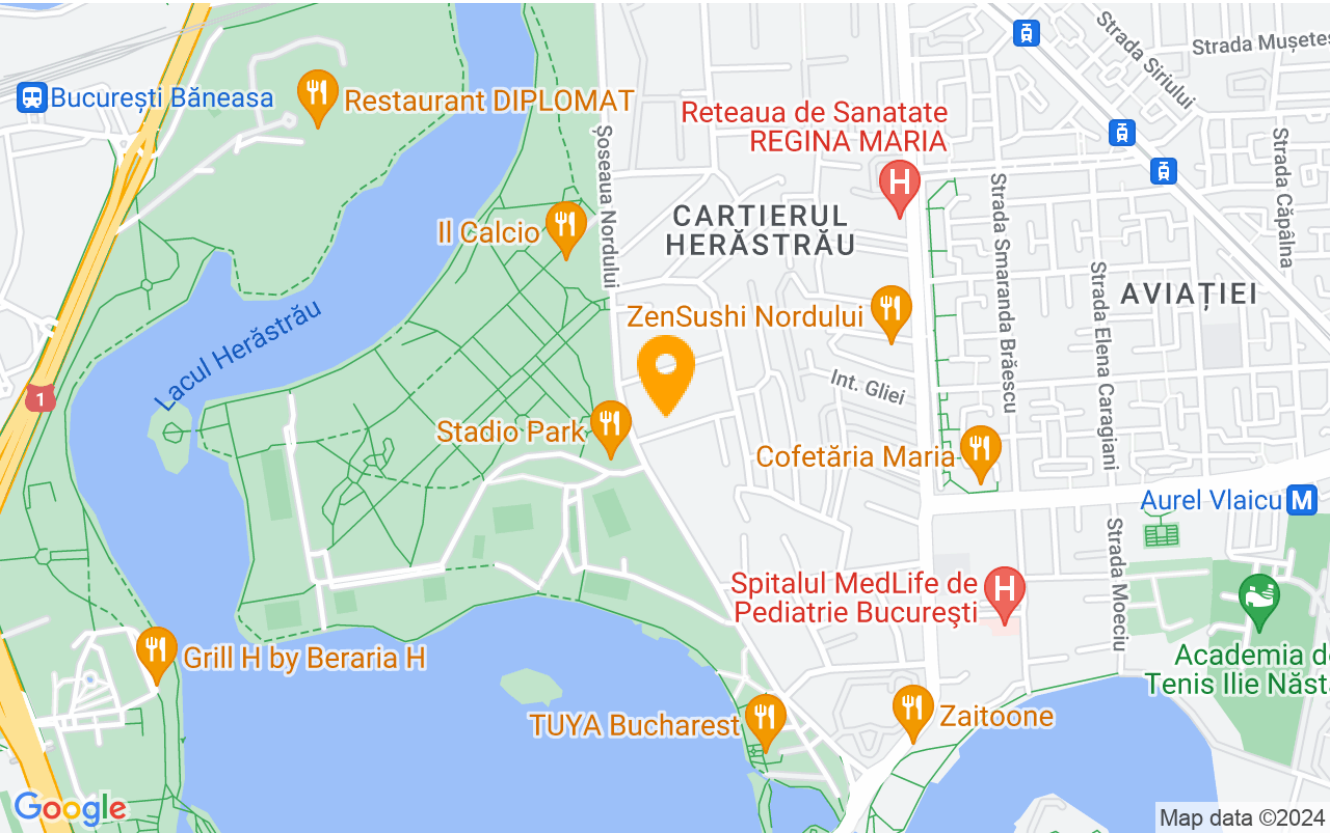 Strada Siriului
Strada Mușetes
București Băneasa
Restaurant DIPLOMAT
Reteaua de Sanatate
REGINA MARIA
Șoseaua Nordului
Strada Smaranda Brăescu
Strada Căpâlna
Il Calcio
CARTIERUL
HERĂSTRĂU
Strada Elena Caragiani
AVIAȚIEI
ZenSushi Nordului
Lacul Herăstrău
1
Int. Gliei
Stadio Park
Cofetăria Maria
Aurel Vlaicu M
Strada Moeciu
Spitalul MedLife de
Pediatrie Bucureşti
Grill H by Beraria H
Academia de
Tenis Ilie Năsta
TUYA Bucharest
Zaitoone
Google
Map data ©2024